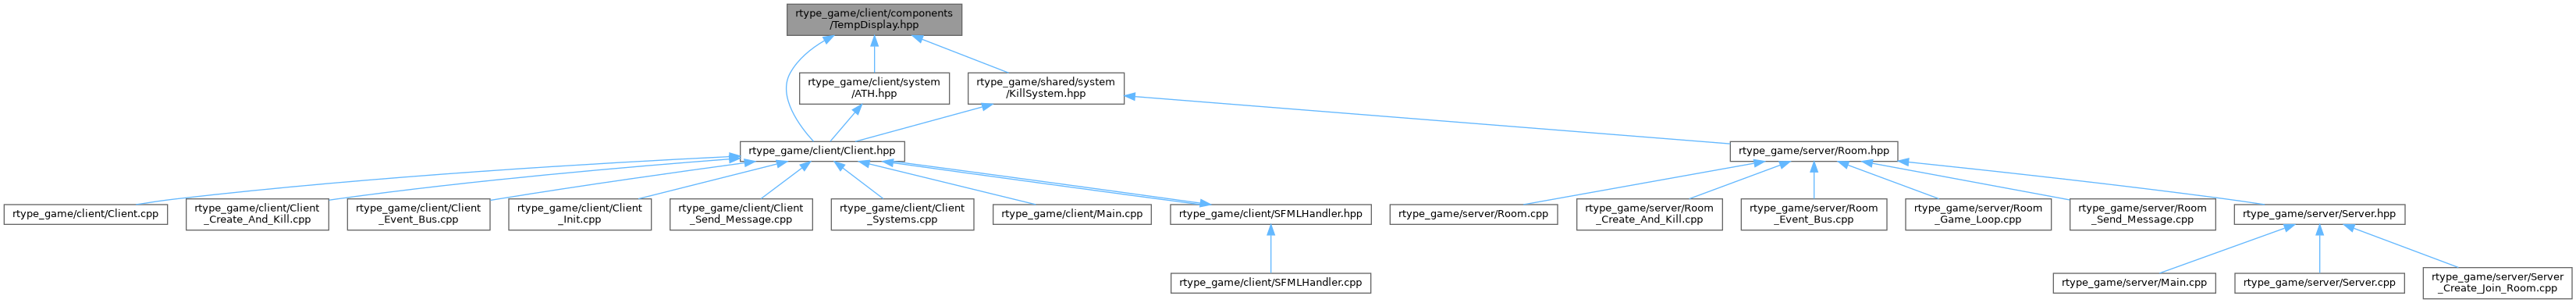 rtype_game/client/components
/TempDisplay.hpp
rtype_game/client/system
/ATH.hpp
rtype_game/shared/system
/KillSystem.hpp
rtype_game/client/Client.hpp
rtype_game/server/Room.hpp
rtype_game/client/Client.cpp
rtype_game/client/Client
_Create_And_Kill.cpp
rtype_game/client/Client
_Event_Bus.cpp
rtype_game/client/Client
_Init.cpp
rtype_game/client/Client
_Send_Message.cpp
rtype_game/client/Client
_Systems.cpp
rtype_game/client/Main.cpp
rtype_game/client/SFMLHandler.hpp
rtype_game/server/Room.cpp
rtype_game/server/Room
_Create_And_Kill.cpp
rtype_game/server/Room
_Event_Bus.cpp
rtype_game/server/Room
_Game_Loop.cpp
rtype_game/server/Room
_Send_Message.cpp
rtype_game/server/Server.hpp
rtype_game/client/SFMLHandler.cpp
rtype_game/server/Main.cpp
rtype_game/server/Server.cpp
rtype_game/server/Server
_Create_Join_Room.cpp